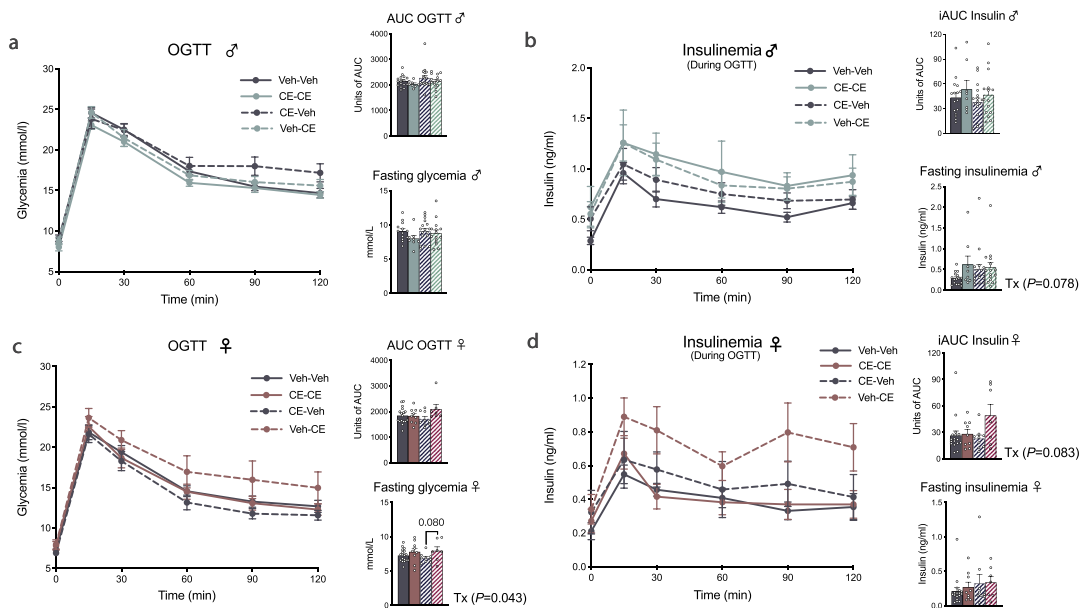 a
OGTT ♂
Glycemia (mmol/l)
30
25
20
15
10
5
0
30
60
90
120
Time (min)
Veh-Veh
CE-CE
CE-Veh
Veh-CE
AUC OGTT ♂
Units of AUC
4000
3000
2000
1000
0
Fasting glycemia ♂
mmol/L
15
10
5
0
b
Insulinemia ♂
(During OGTT)
Insulin (ng/ml)
2.0
1.5
1.0
0.5
0.0
0
30
60
90
120
Time (min)
Veh-Veh
CE-CE
CE-Veh
Veh-CE
iAUC Insulin ♂
Units of AUC
120
90
60
30
0
Fasting insulinemia ♂
Insulin (ng/ml)
2.5
2.0
1.5
1.0
0.5
0.0
Tx (P=0.078)
c
OGTT ♀
Glycemia (mmol/l)
30
25
20
15
10
5
0
30
60
90
120
Time (min)
Veh-Veh
CE-CE
CE-Veh
Veh-CE
AUC OGTT ♀
Units of AUC
4000
3000
2000
1000
0
Fasting glycemia ♀
mmol/L
15
10
5
0
0.080
Tx (P=0.043)
d
Insulinemia ♀
(During OGTT)
Insulin (ng/ml)
1.2
1.0
0.8
0.6
0.4
0.2
0.0
0
30
60
90
120
Time (min)
Veh-Veh
CE-CE
CE-Veh
Veh-CE
iAUC Insulin ♀
Units of AUC
120
90
60
30
0
Tx (P=0.083)
Fasting insulinemia ♀
Insulin (ng/ml)
1.5
1.0
0.5
0.0